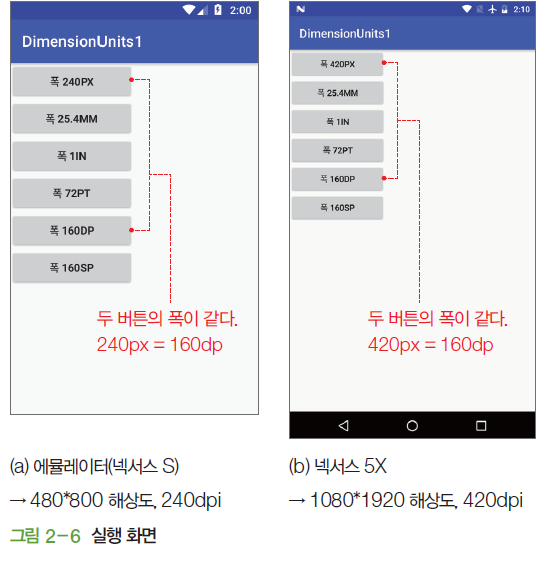 2:00
DimensionUnits1
폭 240PX
폭 25.4MM
폭 1IN
폭 72PT
폭 160DP
폭 160SP
두 버튼의 폭이 같다.
240px = 160dp
(a) 에뮬레이터(넥서스 S)
→ 480*800 해상도, 240dpi
2:10
DimensionUnits1
폭 420PX
폭 25.4MM
폭 1IN
폭 72PT
폭 160DP
폭 160SP
두 버튼의 폭이 같다.
420px = 160dp
(b) 넥서스 5X
→ 1080*1920 해상도, 420dpi
그림 2-6 실행 화면